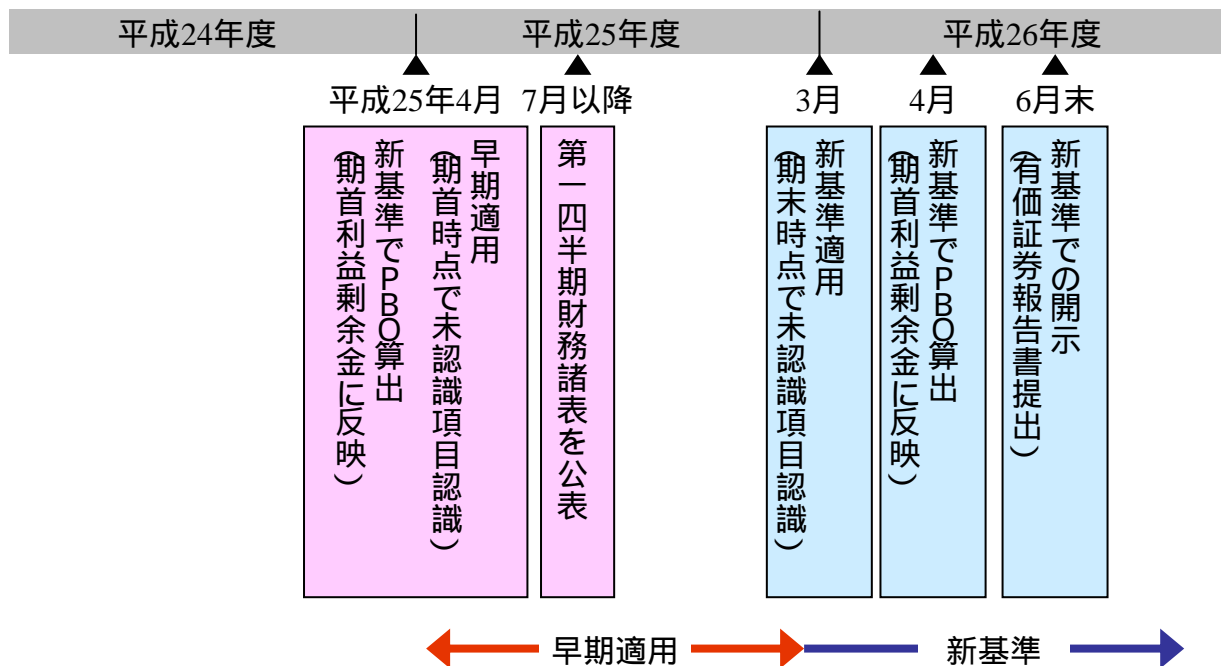 平成24年度
平成25年度
平成26年度
平成25年4月
7月以降
3月
4月
6月末
早期適用
(期首時点で未認識項目認識)
新基準でPBO算出
(期首利益剰余金に反映)
第一四半期財務諸表を公表
新基準適用
(期末時点で未認識項目認識)
新基準でPBO算出
(期首利益剰余金に反映)
新基準での開示
(有価証券報告書提出)
早期適用
新基準